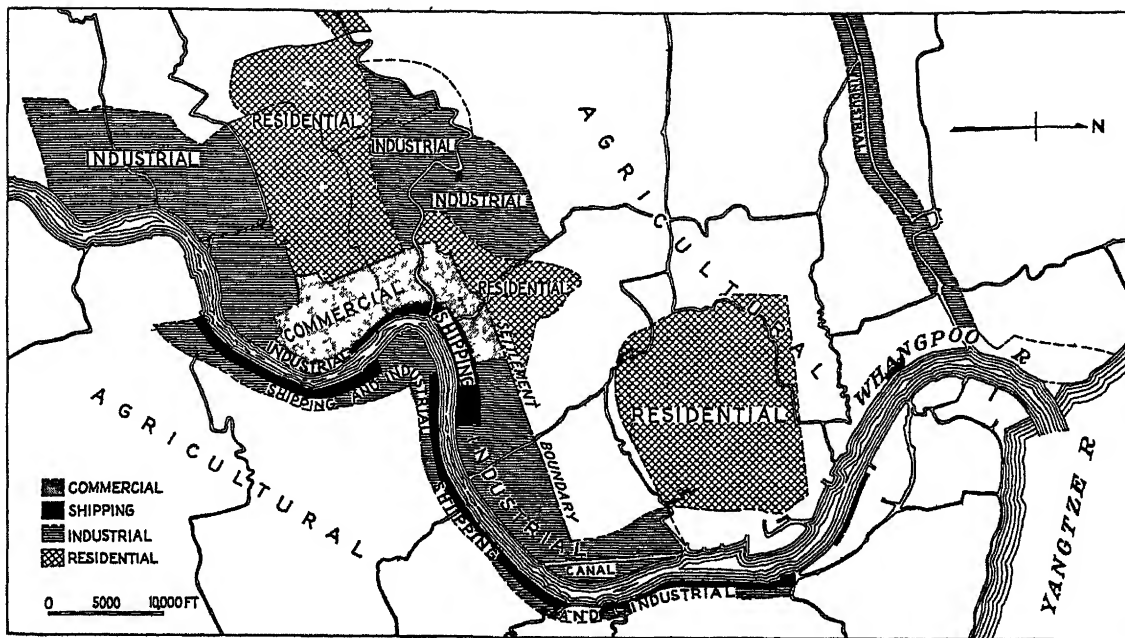 RESIDENTIAL
INDUSTRIAL
INDUSTRIAL
INDUSTRIAL
INDUSTRIAL
N
AGRICULTURAL
RESIDENTIAL
COMMERCIAL
SHIPPING
INDUSTRIAL
SHIPPING AND INDUSTRIAL
SETTLEMENT BOUNDARY
RESIDENTIAL
WHANGPOO R
YANGTZE R
AGRICULTURAL
INDUSTRIAL
SHIPPING
CANAL
AND INDUSTRIAL
COMMERCIAL
SHIPPING
INDUSTRIAL
RESIDENTIAL
0 5000 10,000 FT